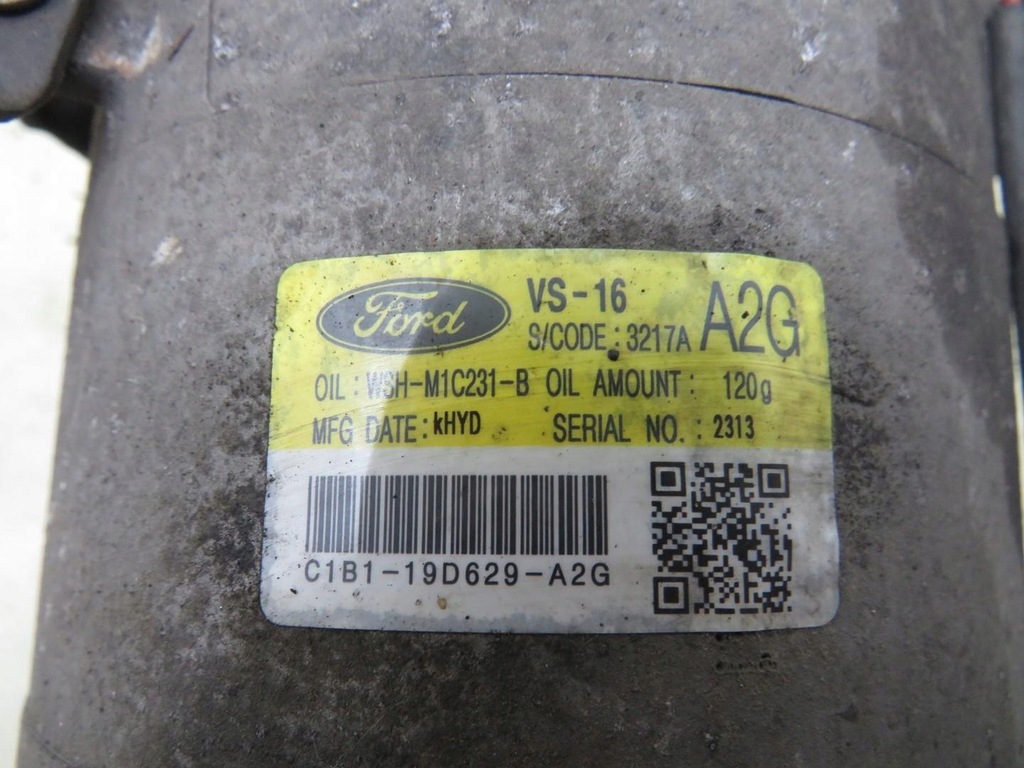 Ford VS-16 A2G
S/CODE : 3217A
OIL : WSH-M1C231-B OIL AMOUNT : 120g
MFG DATE : kHYD SERIAL NO. : 2313
C1B1-19D629-A2G